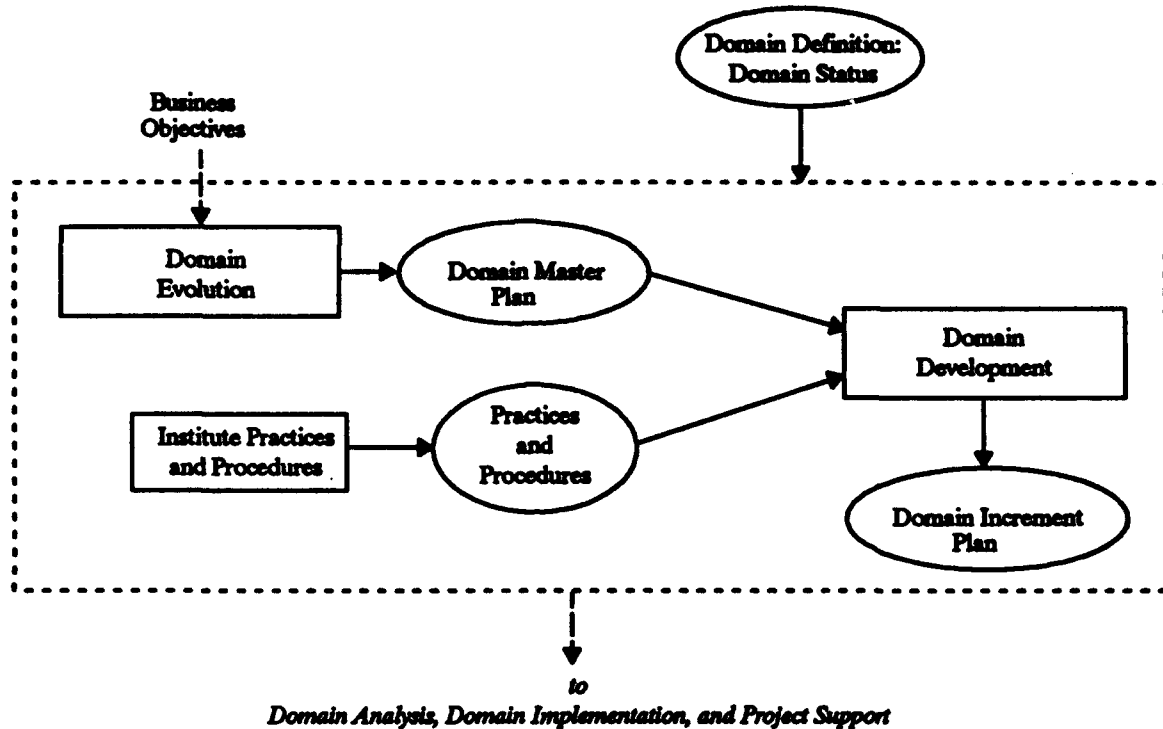 Domain Definition:
Domain Status
Business
Objectives
Domain
Evolution
Domain Master
Plan
Domain
Development
Institute Practices
and Procedures
Practices
and
Procedures
Domain Increment
Plan
to
Domain Analysis, Domain Implementation, and Project Support